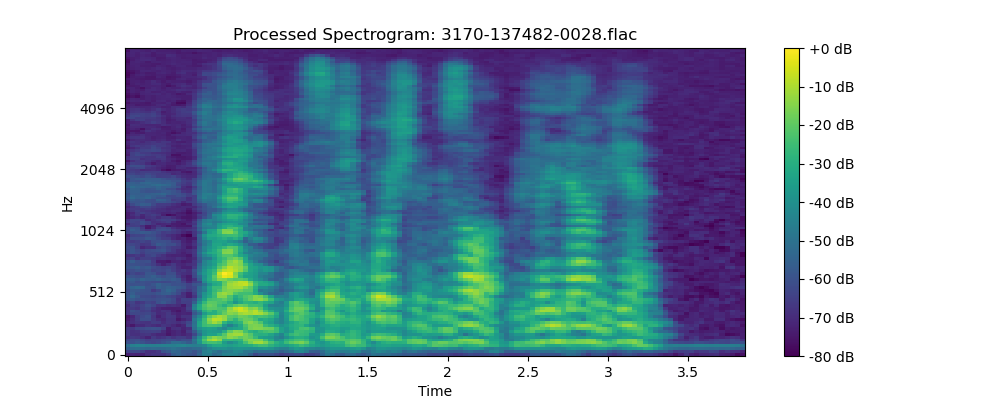 Processed Spectrogram: 3170-137482-0028.flac
Hz
4096
2048
1024
512
0
0
0.5
1
1.5
2
2.5
3
3.5
Time
+0 dB
-10 dB
-20 dB
-30 dB
-40 dB
-50 dB
-60 dB
-70 dB
-80 dB